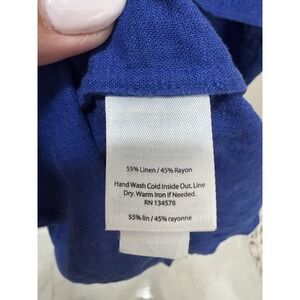 55% Linen / 45% Rayon
Hand Wash Cold Inside Out. Line
Dry. Warm Iron If Needed.
RN 134578
55% lin / 45% rayonne